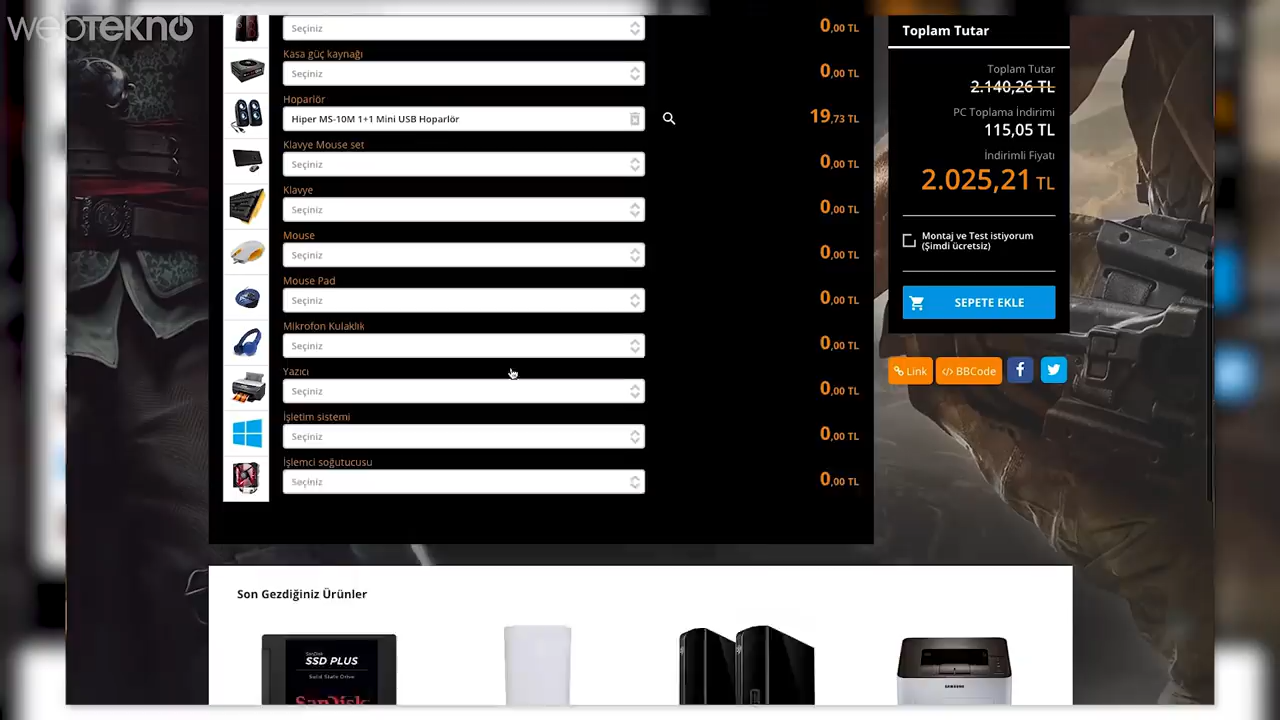 webTEKNO
Seçiniz
0,00 TL
Kasa güç kaynağı
Seçiniz
0,00 TL
Hoparlör
Hiper MS-10M 1+1 Mini USB Hoparlör
19,73 TL
Klavye Mouse set
Seçiniz
0,00 TL
Klavye
Seçiniz
0,00 TL
Mouse
Seçiniz
0,00 TL
Mouse Pad
Seçiniz
0,00 TL
Mikrofon Kulaklık
Seçiniz
0,00 TL
Yazıcı
Seçiniz
0,00 TL
İşletim sistemi
Seçiniz
0,00 TL
İşlemci soğutucusu
Seçiniz
0,00 TL
Toplam Tutar
Toplam Tutar
2.140,26 TL
PC Toplama İndirimi
115,05 TL
İndirimli Fiyatı
2.025,21 TL
Montaj ve Test istiyorum
(Şimdi ücretsiz)
SEPETE EKLE
Link
</> BBCode
Son Gezdiğiniz Ürünler
SanDisk
SSD PLUS
Solid State Drive
SanDisk
SAMSUNG